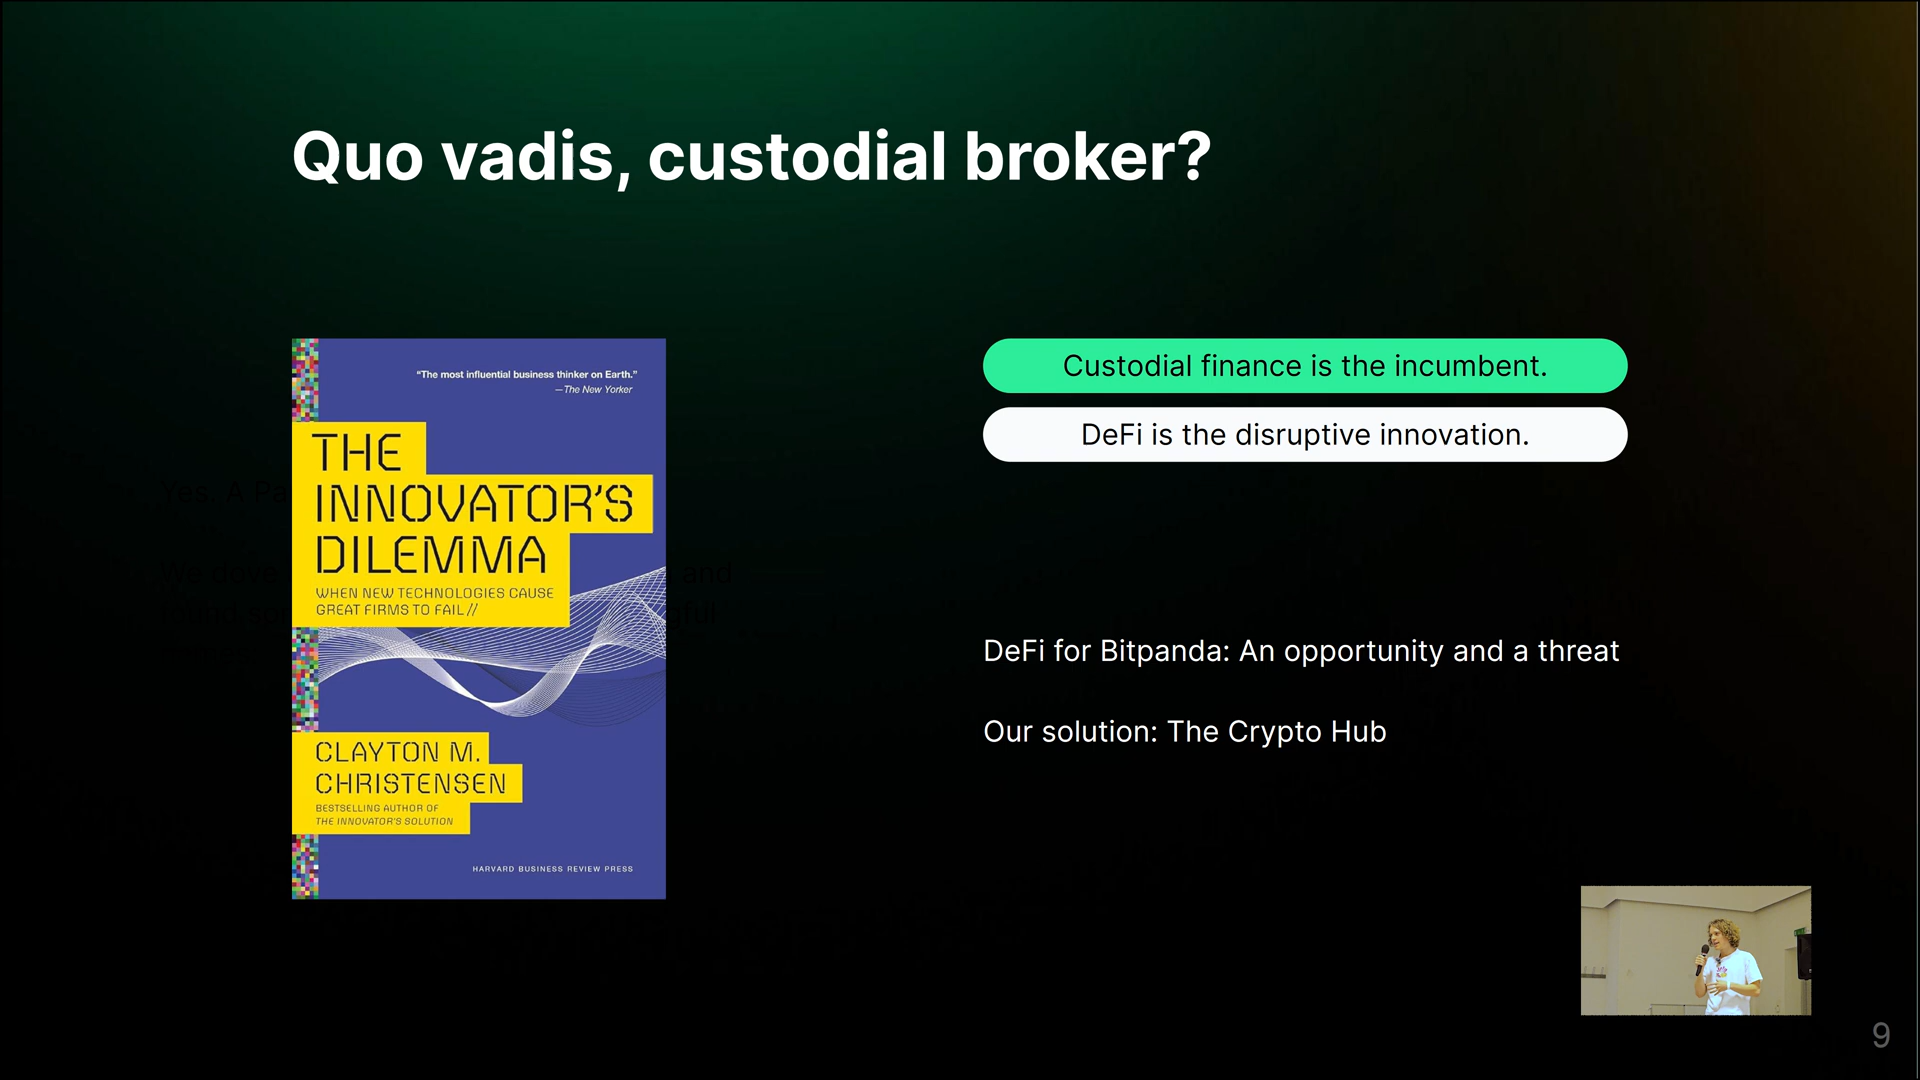 Quo vadis, custodial broker?
“The most influential business thinker on Earth.”
—The New Yorker
THE
INNOVATOR’S
DILEMMA
WHEN NEW TECHNOLOGIES CAUSE
GREAT FIRMS TO FAIL //
CLAYTON M.
CHRISTENSEN
BESTSELLING AUTHOR OF
THE INNOVATOR’S SOLUTION
HARVARD BUSINESS REVIEW PRESS
Custodial finance is the incumbent.
DeFi is the disruptive innovation.
DeFi for Bitpanda: An opportunity and a threat
Our solution: The Crypto Hub
Yes. A
and
9